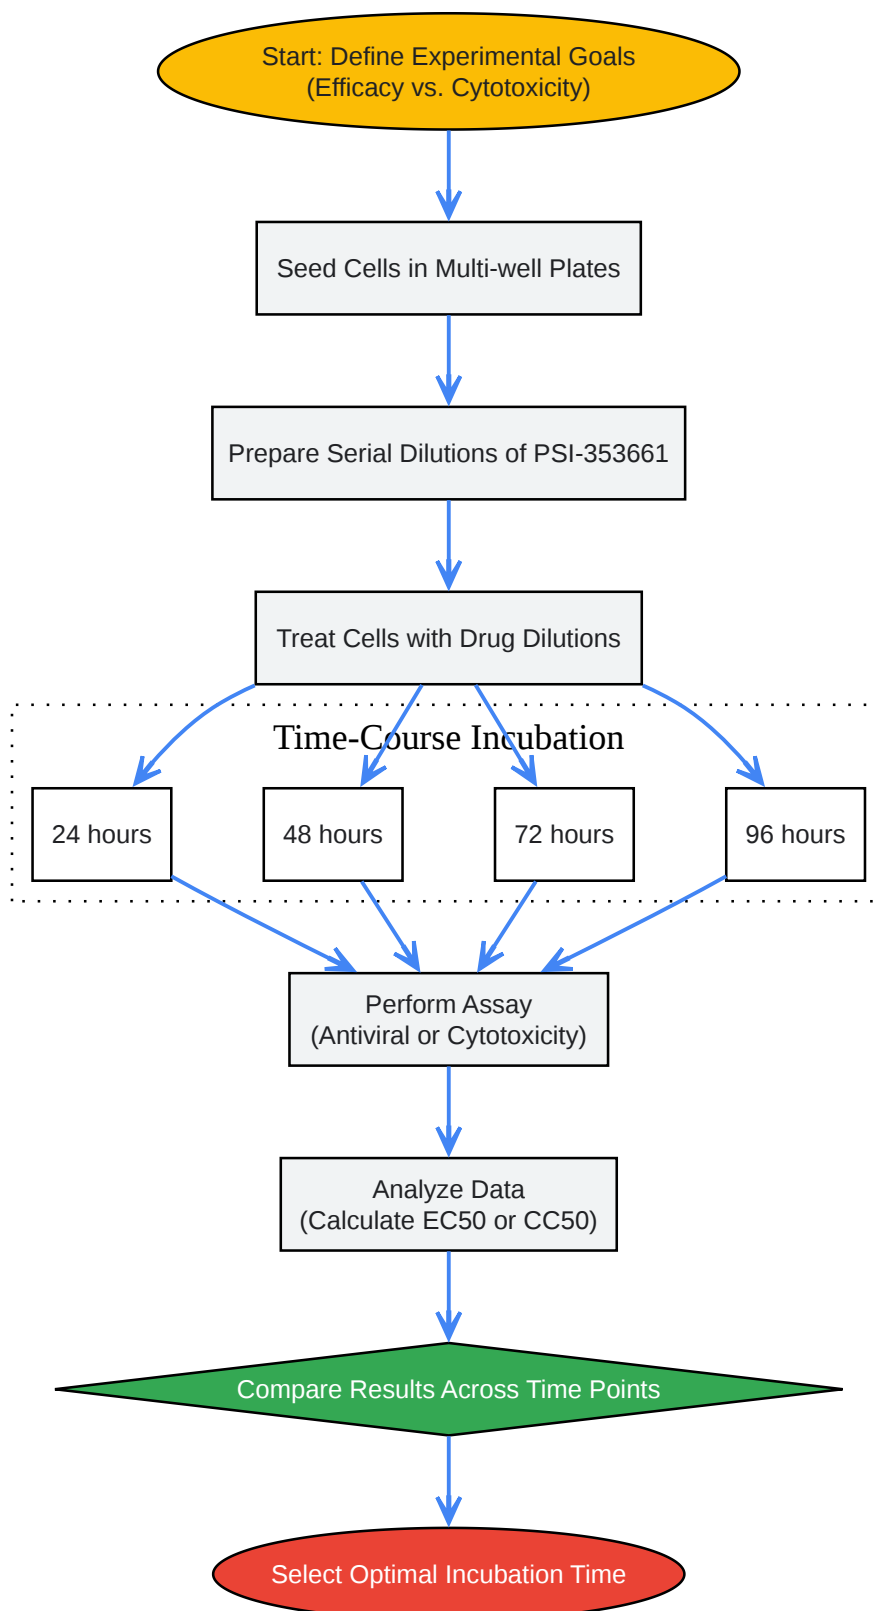 Start: Define Experimental Goals
(Efficacy vs. Cytotoxicity)
Seed Cells in Multi-well Plates
Prepare Serial Dilutions of PSI-353661
Treat Cells with Drug Dilutions
Time-Course Incubation
24 hours
48 hours
72 hours
96 hours
Perform Assay
(Antiviral or Cytotoxicity)
Analyze Data
(Calculate EC50 or CC50)
Compare Results Across Time Points
Select Optimal Incubation Time